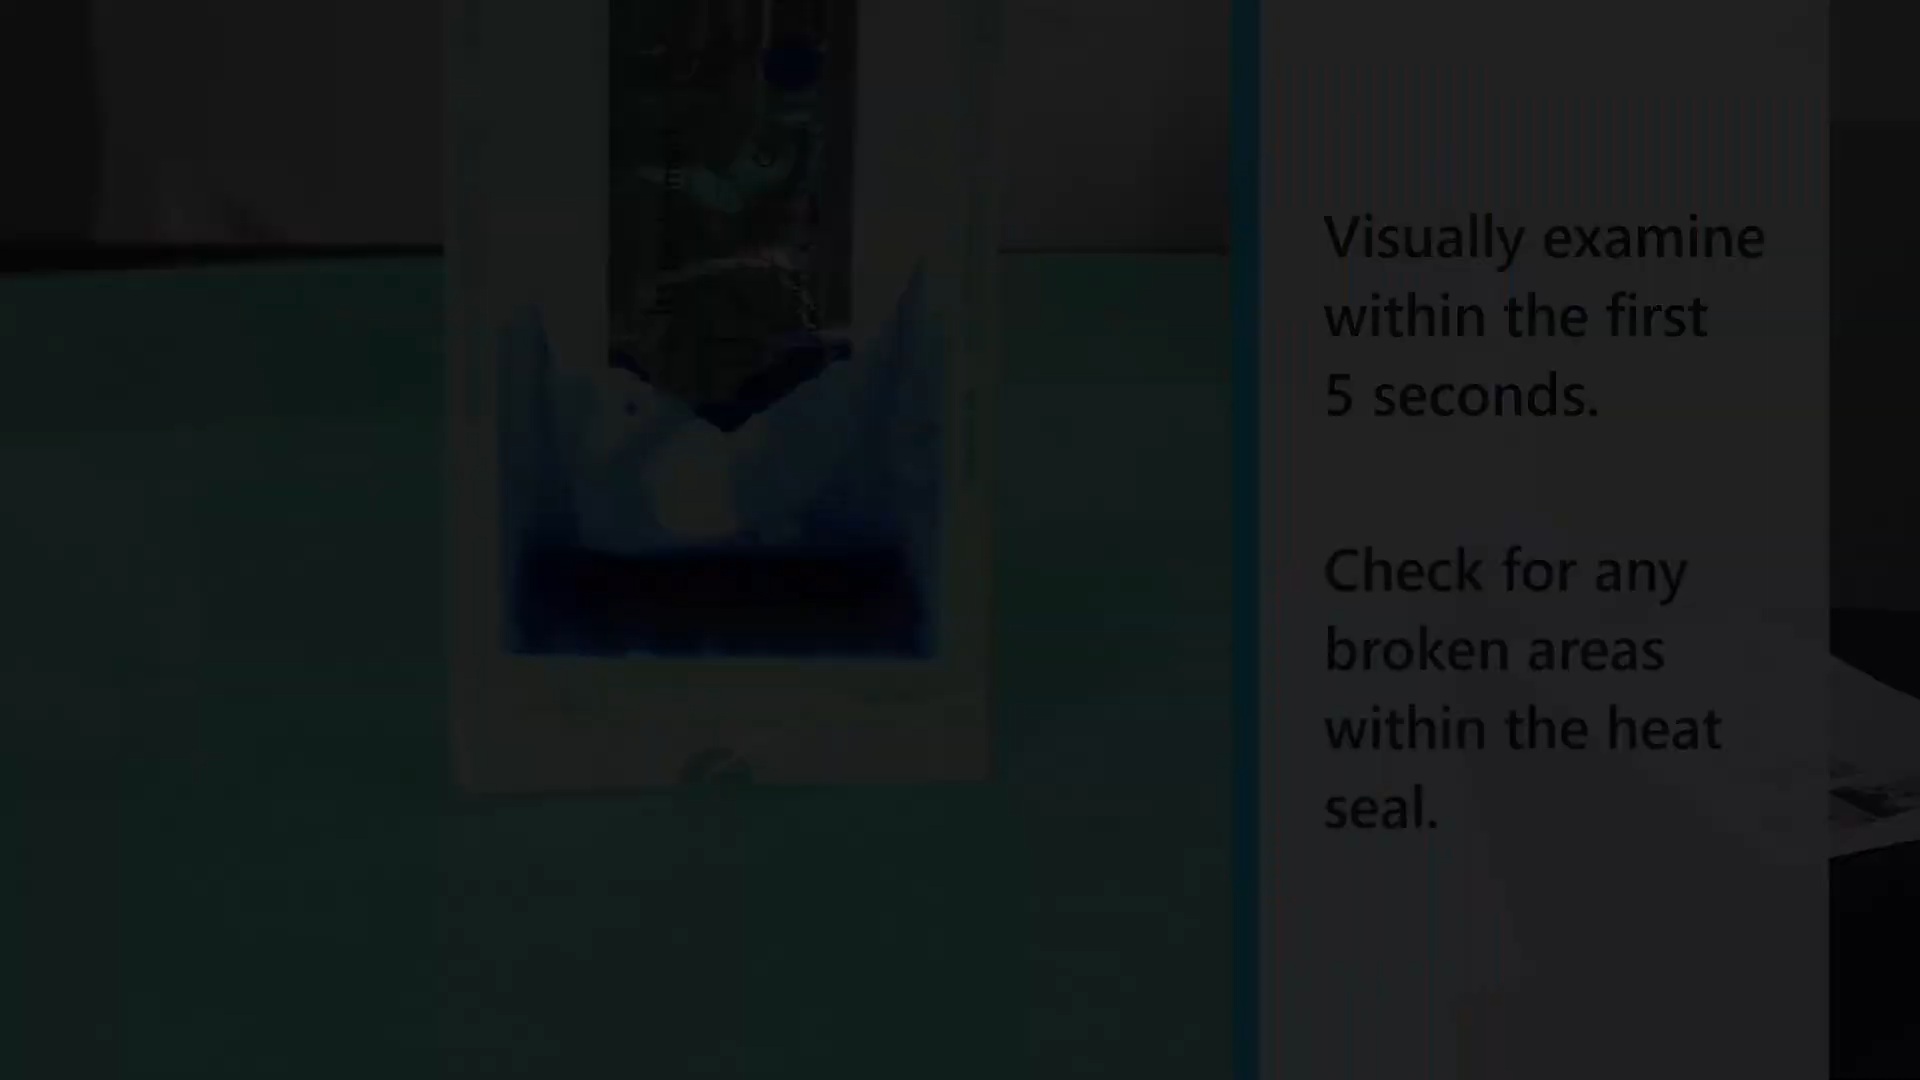 Visually examine
within the first
5 seconds.
Check for any
broken areas
within the heat
seal.